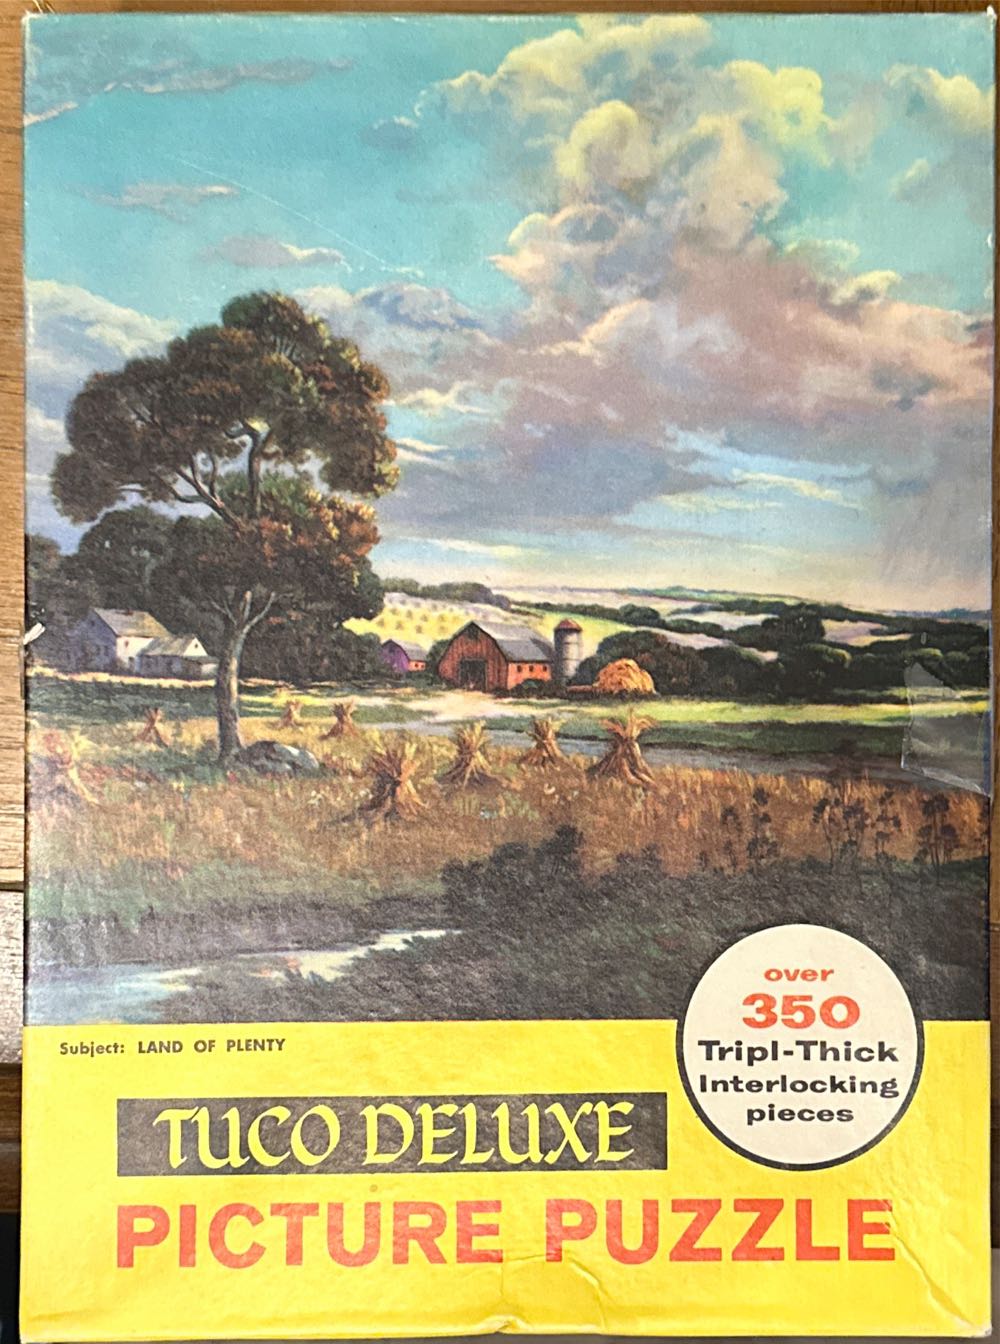 over
350
Tripl-Thick
Interlocking
pieces
Subject: LAND OF PLENTY
TUCO DELUXE
PICTURE PUZZLE